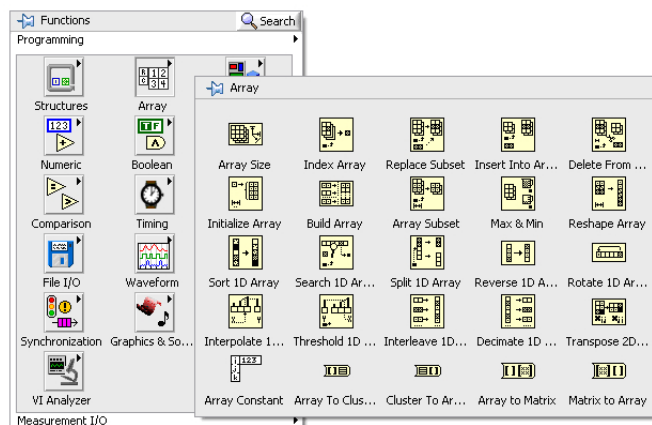 Functions
Search
Programming
Structures
Array
Array
Numeric
Boolean
Array Size
Index Array
Replace Subset
Insert Into Ar...
Delete From ...
Comparison
Timing
Initialize Array
Build Array
Array Subset
Max & Min
Reshape Array
File I/O
Waveform
Sort 1D Array
Search 1D Ar...
Split 1D Array
Reverse 1D A...
Rotate 1D Ar...
Synchronization
Graphics & So...
Interpolate 1...
Threshold 1D ...
Interleave 1D...
Decimate 1D ...
Transpose 2D...
VI Analyzer
Array Constant
Array To Clus...
Cluster To Ar...
Array to Matrix
Matrix to Array
Measurement I/O